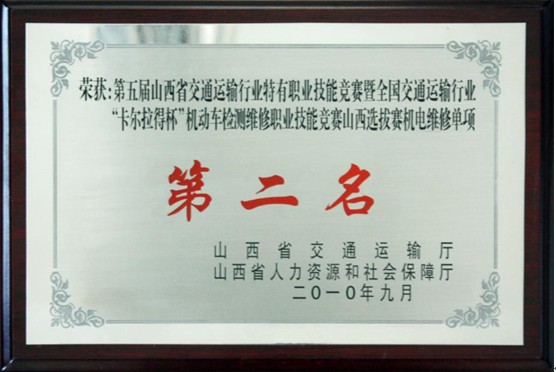 荣获:第五届山西省交通运输行业特有职业技能竞赛暨全国交通运输行业
“卡尔拉得杯”机动车检测维修职业技能竞赛山西选拔赛机电维修单项
第二名
山西省交通运输厅
山西省人力资源和社会保障厅
二〇一〇年九月